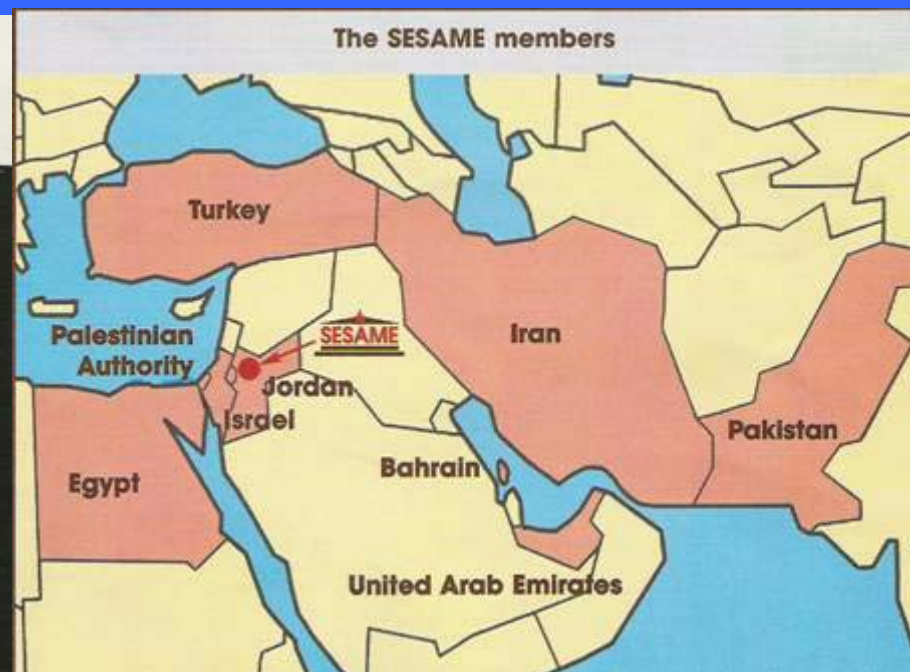 The SESAME members
Turkey
Palestinian
Authority
SESAME
Iran
Jordan
Israel
Pakistan
Bahrain
Egypt
United Arab Emirates